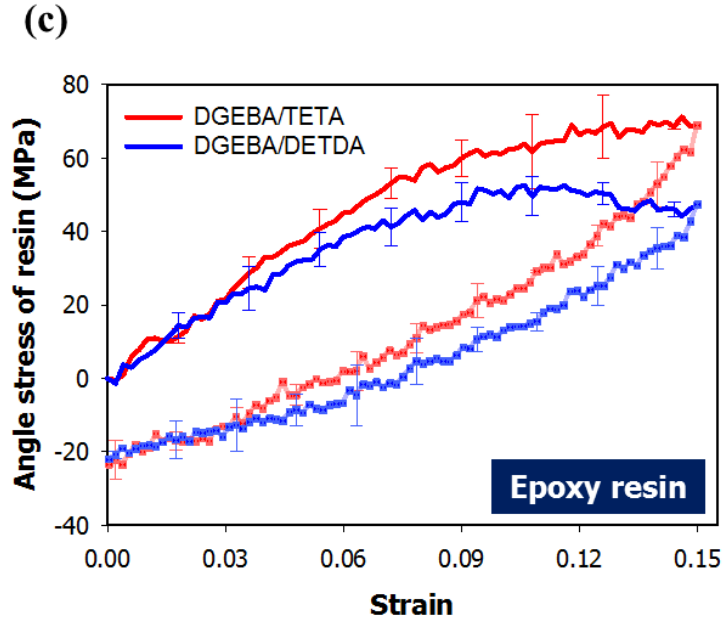 (c)
Angle stress of resin (MPa)
80
60
40
20
0
-20
-40
DGEBA/TETA
DGEBA/DETDA
Epoxy resin
0.00 0.03 0.06 0.09 0.12 0.15
Strain